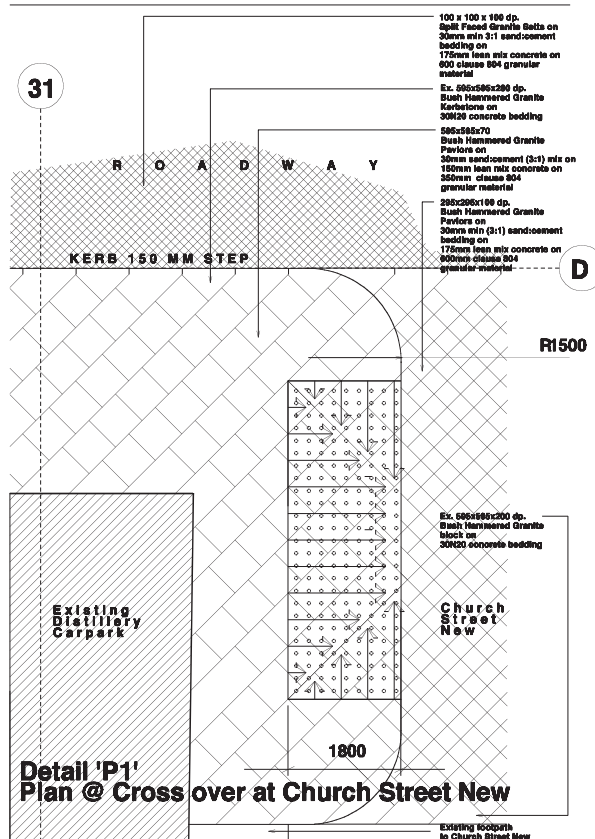 100 x 100 x 100 dp.
Split Faced Granite Setts on
30mm min 3:1 sand:cement
bedding on
175mm lean mix concrete on
600 clause 804 granular
material
31
Ex. 595x595x280 dp.
Bush Hammered Granite
Kerbstone on
30N20 concrete bedding
595x595x70
Bush Hammered Granite
Paviors on
30mm sand:cement (3:1) mix on
150mm lean mix concrete on
350mm clause 804
granular material
ROADWAY
295x295x100 dp.
Bush Hammered Granite
Paviors on
30mm min (3:1) sand:cement
bedding on
175mm lean mix concrete on
600mm clause 804
granular material
KERB 150 MM STEP
D
R1500
Ex. 595x595x200 dp.
Bush Hammered Granite
block on
30N20 concrete bedding
Existing
Distillery
Carpark
Church
Street
New
1800
Detail 'P1'
Plan @ Cross over at Church Street New
Existing footpath
to Church Street New